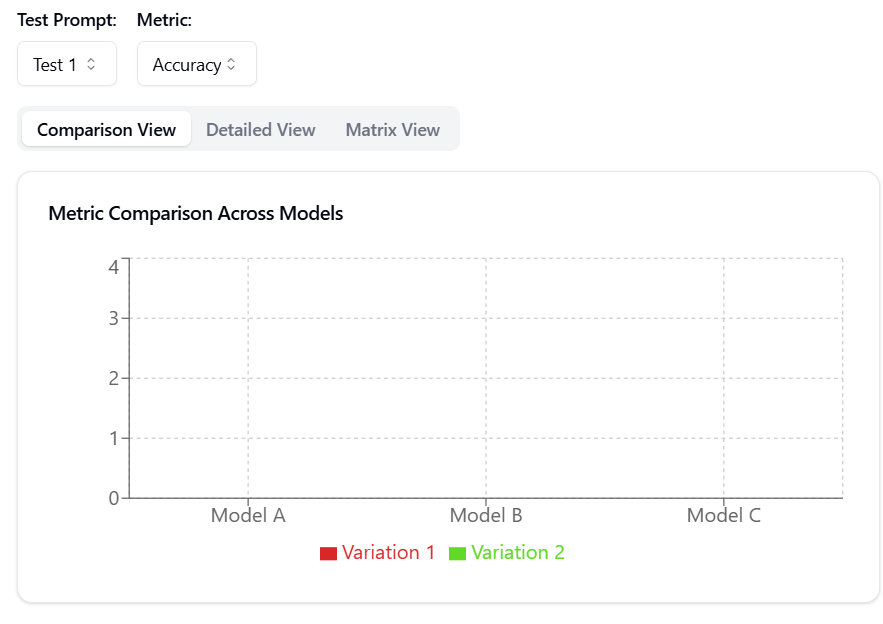 Test Prompt: Metric:
Test 1 Accuracy
Comparison View Detailed View Matrix View
Metric Comparison Across Models
4
3
2
1
0
Model A Model B Model C
Variation 1 Variation 2